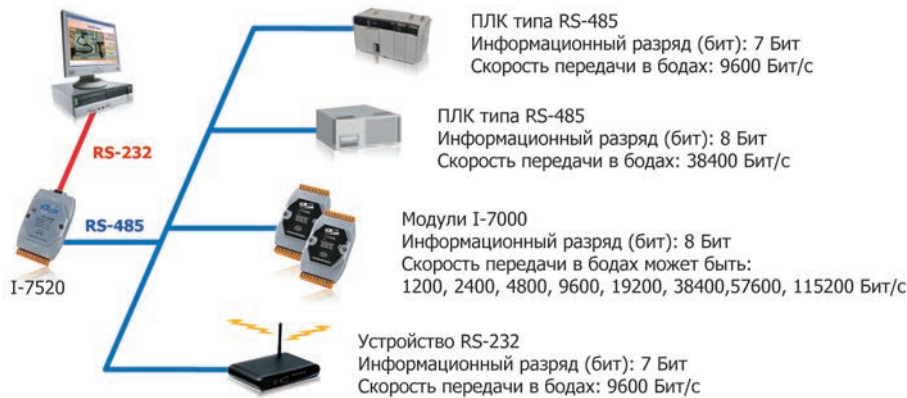 ПЛК типа RS-485
Информационный разряд (бит): 7 Бит
Скорость передачи в бодах: 9600 Бит/с
ПЛК типа RS-485
Информационный разряд (бит): 8 Бит
Скорость передачи в бодах: 38400 Бит/с
RS-232
RS-485
I-7520
Модули I-7000
Информационный разряд (бит): 8 Бит
Скорость передачи в бодах может быть:
1200, 2400, 4800, 9600, 19200, 38400,57600, 115200 Бит/с
Устройство RS-232
Информационный разряд (бит): 7 Бит
Скорость передачи в бодах: 9600 Бит/с